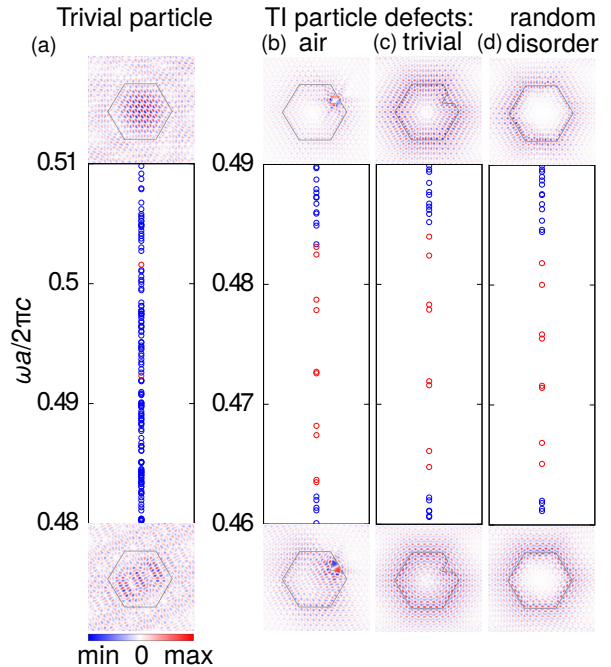 Trivial particle
TI particle defects:
random
(a)
(b) air
(c) trivial
(d) disorder
0.51
0.5
0.49
0.48
ωa/2πc
0.49
0.48
0.47
0.46
min 0 max